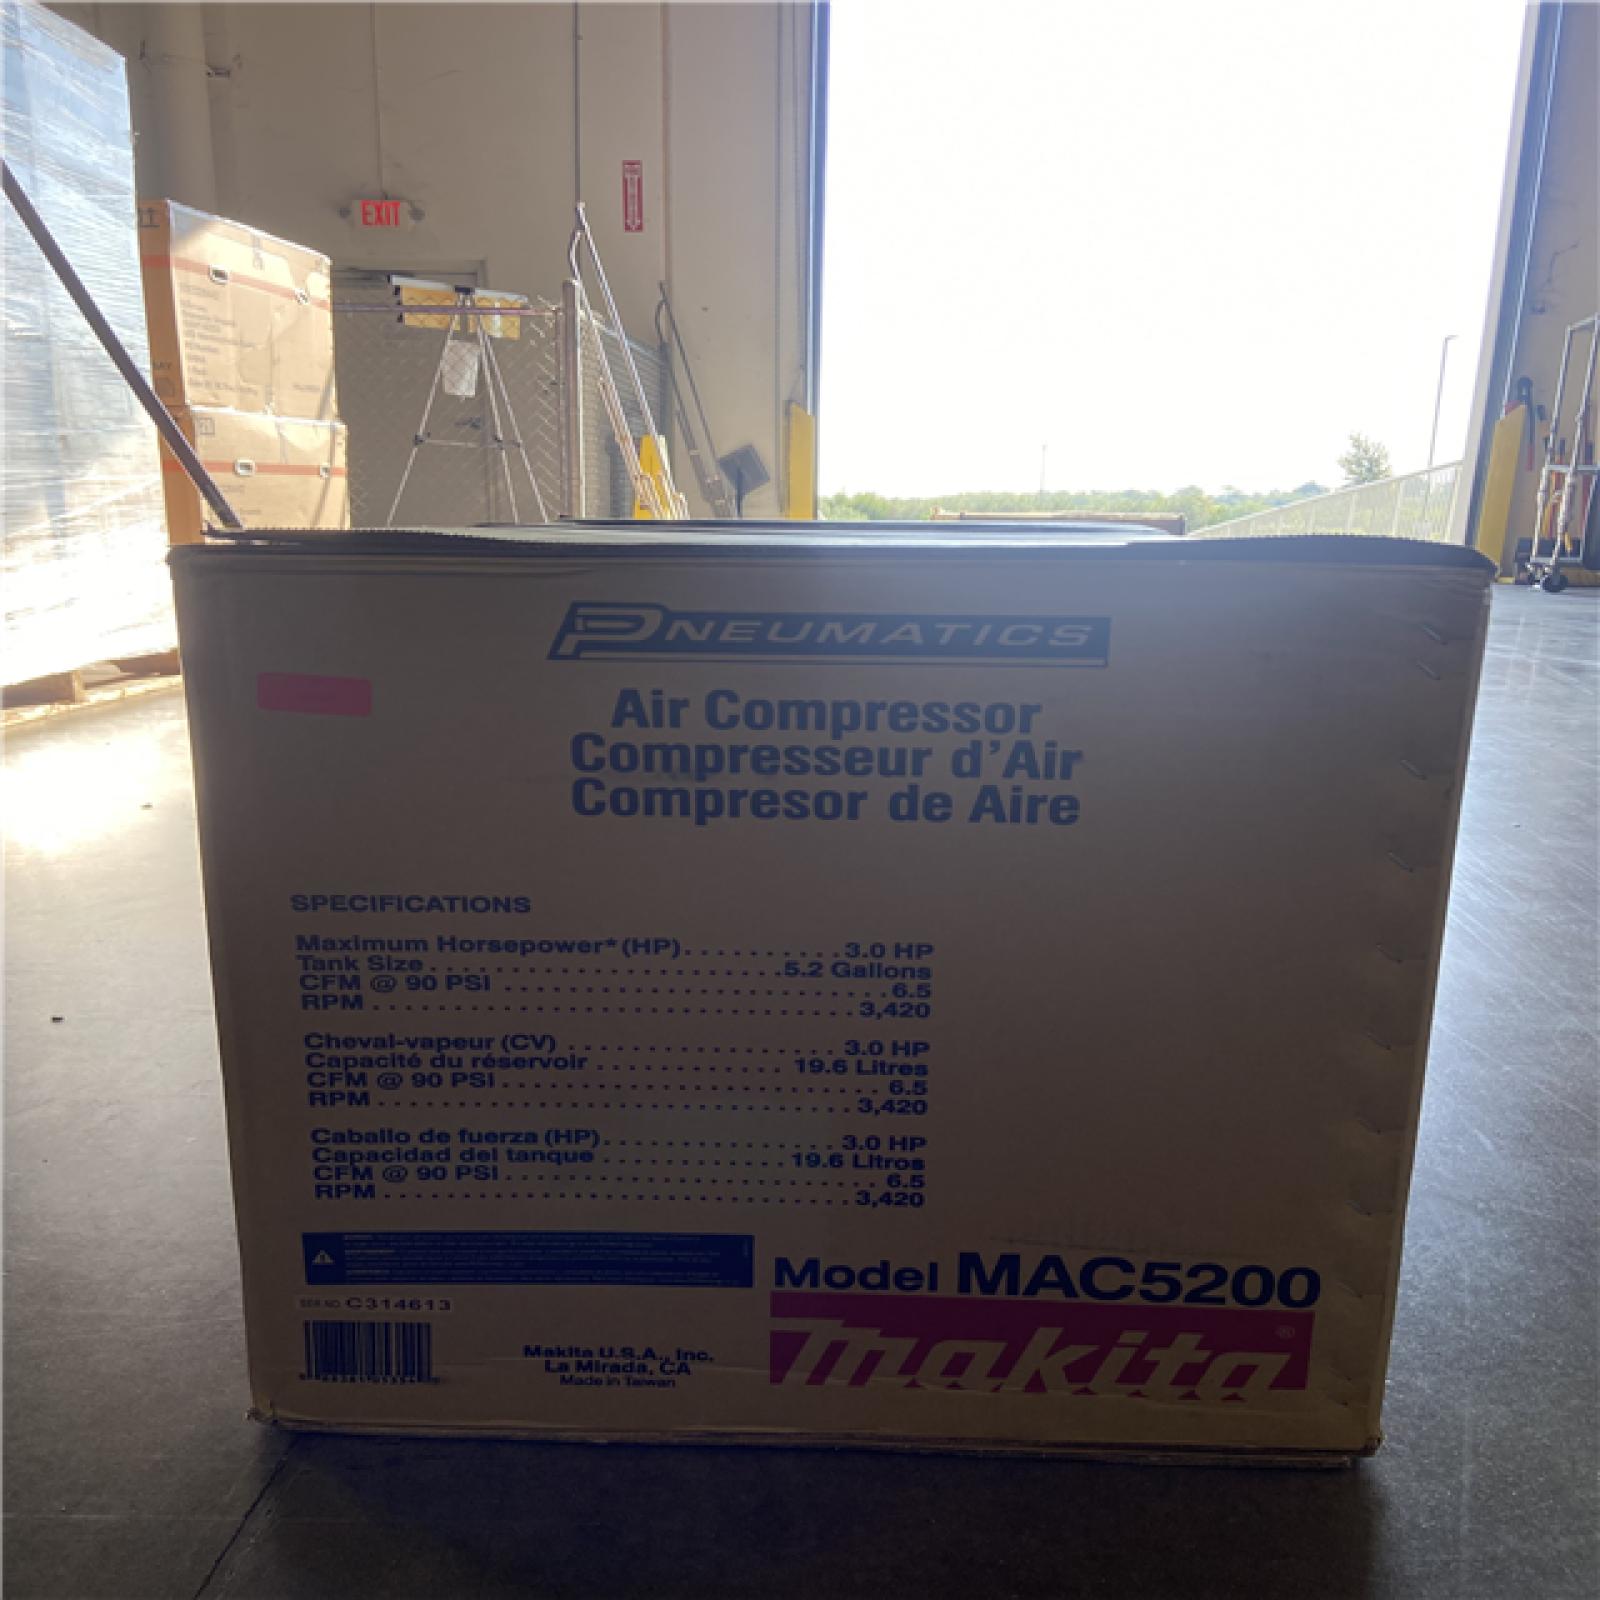 EXIT
PNEUMATICS
Air Compressor
Compresseur d'Air
Compresor de Aire
SPECIFICATIONS
Maximum Horsepower* (HP)..........3.0 HP
Tank Size........................5.2 Gallons
CFM @ 90 PSI........................6.5
RPM..............................3,420
Cheval-vapeur (CV)................3.0 HP
Capacité du réservoir............19.6 Litres
CFM @ 90 PSI........................6.5
RPM..............................3,420
Caballo de fuerza (HP)..............3.0 HP
Capacidad del tanque............19.6 Litros
CFM @ 90 PSI........................6.5
RPM..............................3,420
Model MAC5200
makita®
SER.NO. C314613
Makita U.S.A., Inc.
La Mirada, CA
Made in Taiwan